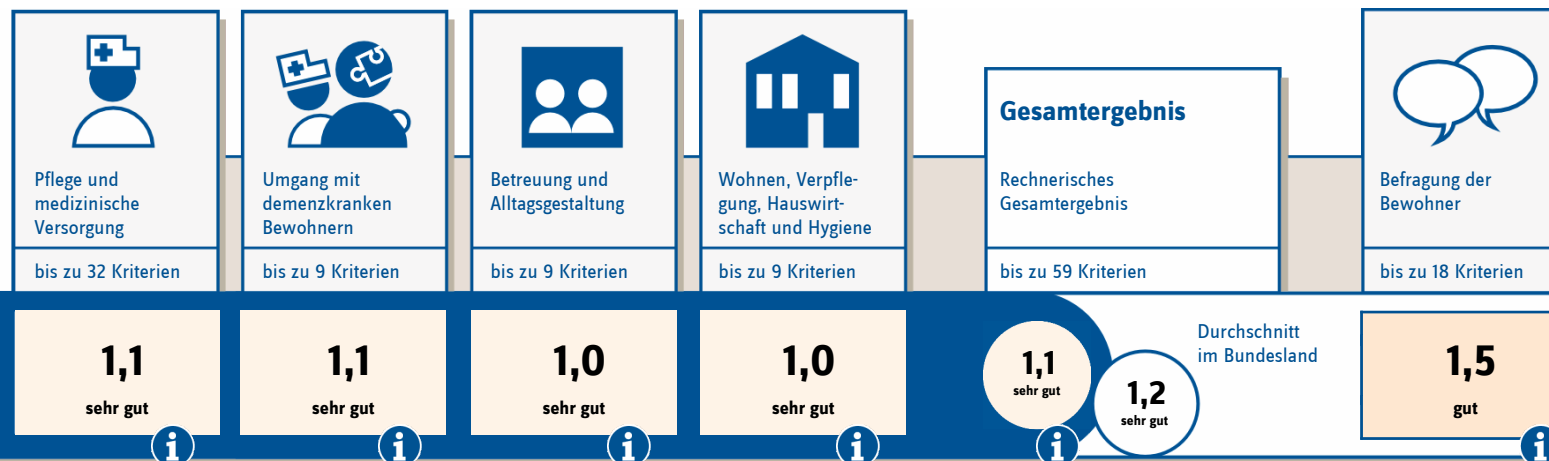 Pflege und
medizinische
Versorgung
bis zu 32 Kriterien
1,1
sehr gut
i
Umgang mit
demenzkranken
Bewohnern
bis zu 9 Kriterien
1,1
sehr gut
i
Betreuung und
Alltagsgestaltung
bis zu 9 Kriterien
1,0
sehr gut
i
Wohnen, Verpfle-
gung, Hauswirt-
schaft und Hygiene
bis zu 9 Kriterien
1,0
sehr gut
i
Gesamtergebnis
Rechnerisches
Gesamtergebnis
bis zu 59 Kriterien
1,1
sehr gut
i
1,2
sehr gut
Durchschnitt
im Bundesland
Befragung der
Bewohner
bis zu 18 Kriterien
1,5
gut
i